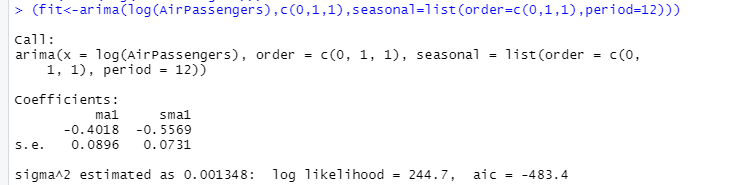 > (fit<-arima(log(AirPassengers),c(0,1,1),seasonal=list(order=c(0,1,1),period=12)))
Call:
arima(x = log(AirPassengers), order = c(0, 1, 1), seasonal = list(order = c(0,
    1, 1), period = 12))
Coefficients:
          ma1     sma1
      -0.4018  -0.5569
s.e.   0.0896   0.0731
sigma^2 estimated as 0.001348:  log likelihood = 244.7,  aic = -483.4